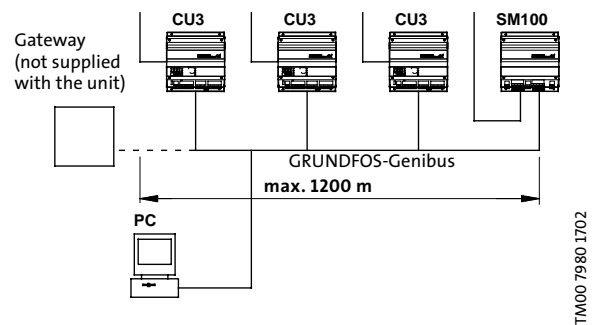 CU3 CU3 CU3 SM100
Gateway
(not supplied
with the unit)
GRUNDFOS-Genibus
max. 1200 m
PC
TM00 7980 1702